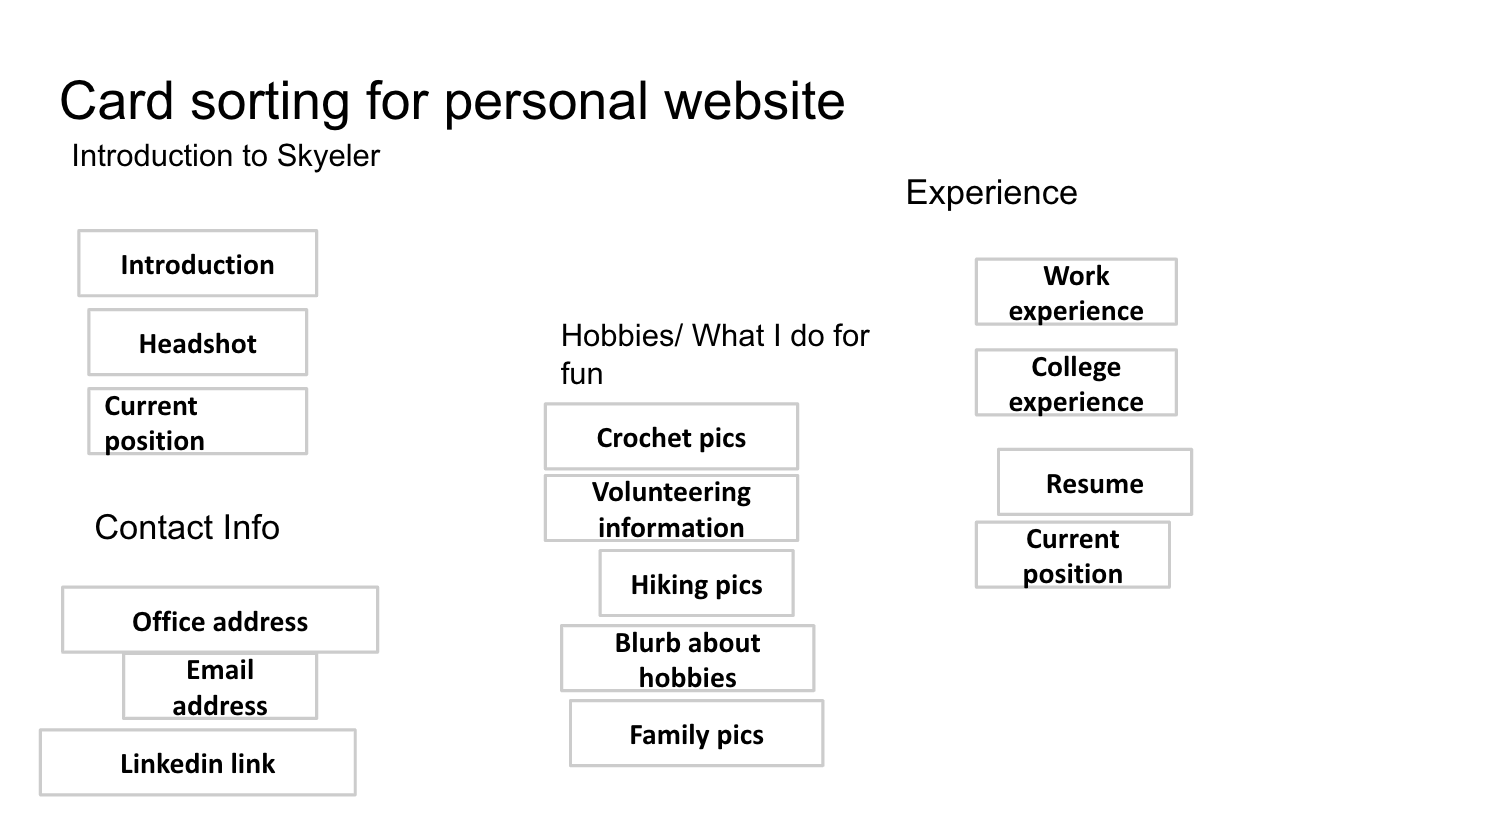 Card sorting for personal website
Introduction to Skyeler
Introduction
Headshot
Current
position
Contact Info
Office address
Email
address
Linkedin link
Hobbies/ What I do for
fun
Crochet pics
Volunteering
information
Hiking pics
Blurb about
hobbies
Family pics
Experience
Work
experience
College
experience
Resume
Current
position